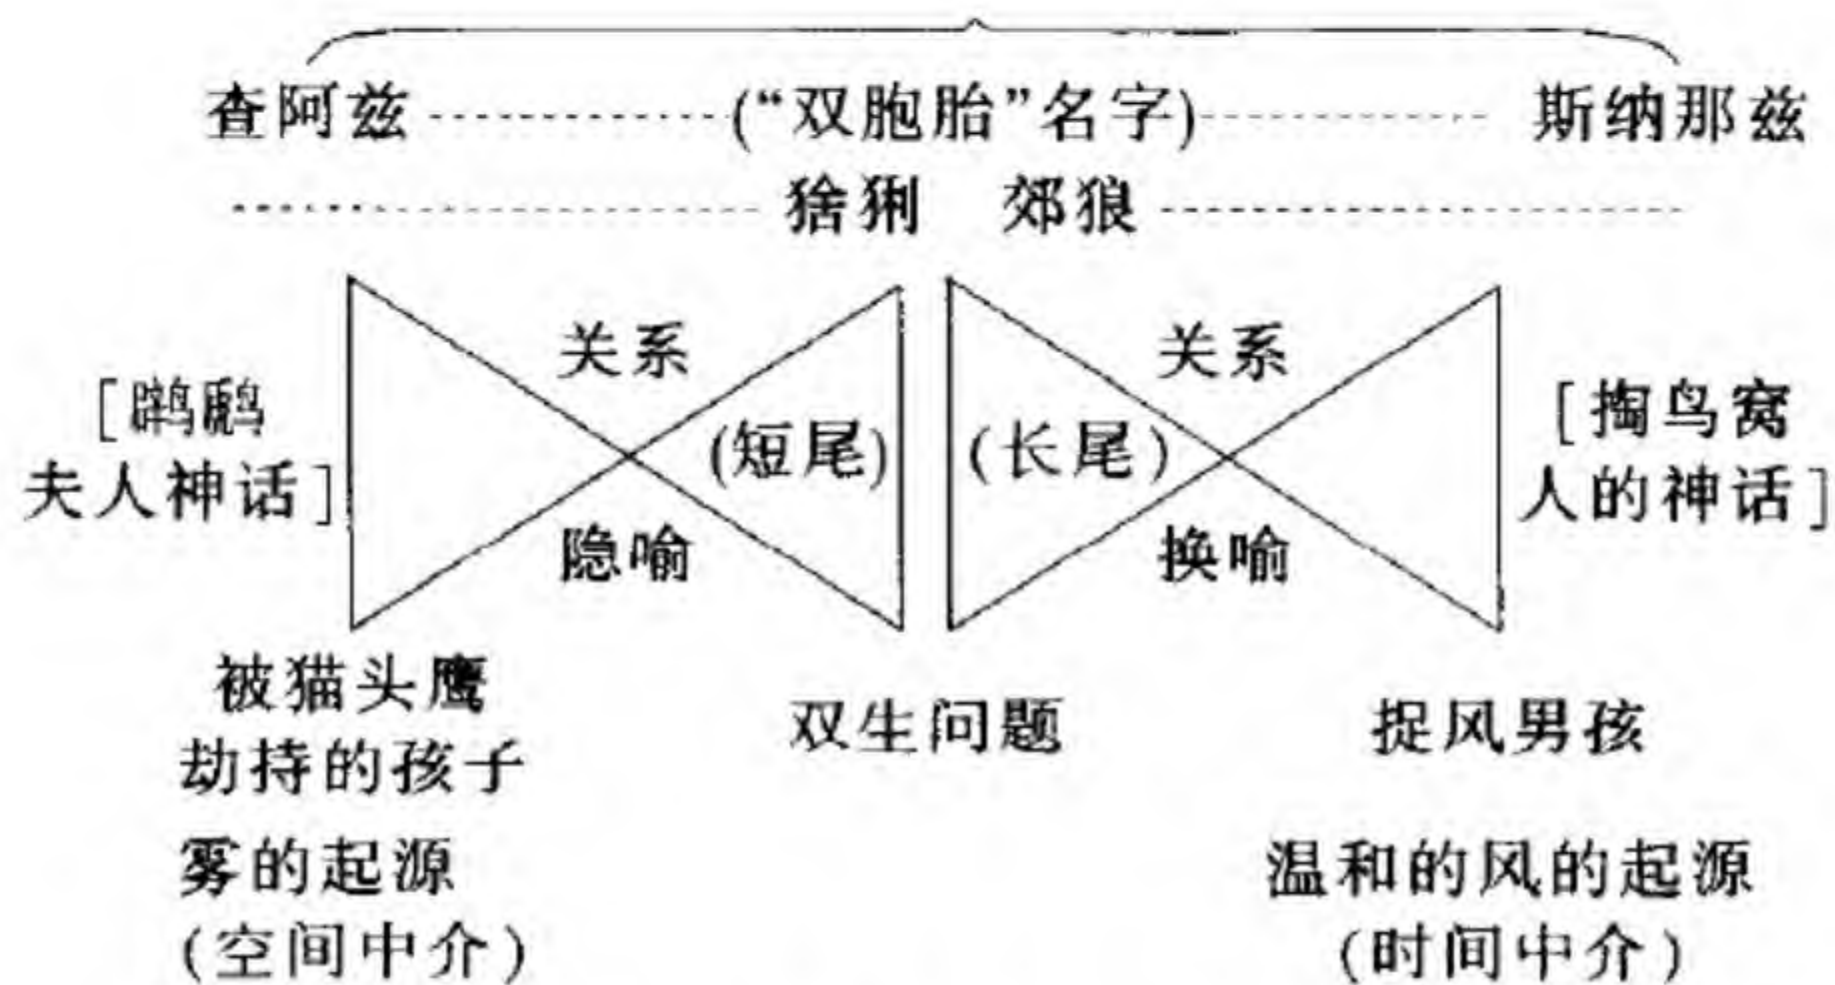 查阿兹 (“双胞胎”名字) 斯纳那兹
猞猁 郊狼
关系 关系
[䴙䴘 (短尾) (长尾) [掏鸟窝
夫人神话] 人的神话]
隐喻 换喻
被猫头鹰
劫持的孩子 双生问题 捉风男孩
雾的起源 温和的风的起源
(空间中介) (时间中介)